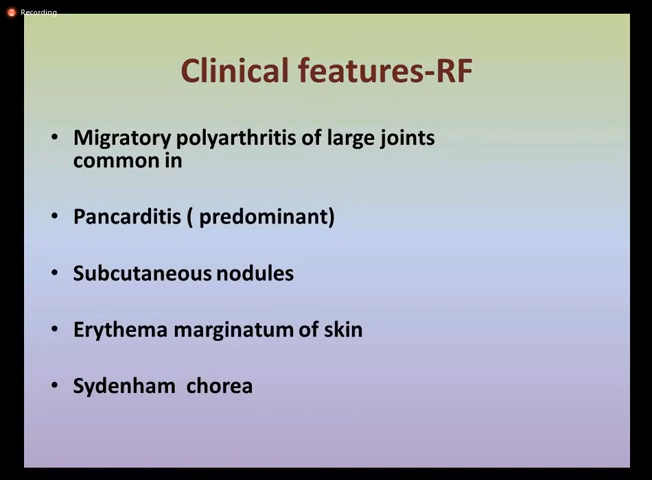 Recording
Clinical features-RF
• Migratory polyarthritis of large joints
common in
• Pancarditis ( predominant)
• Subcutaneous nodules
• Erythema marginatum of skin
• Sydenham chorea